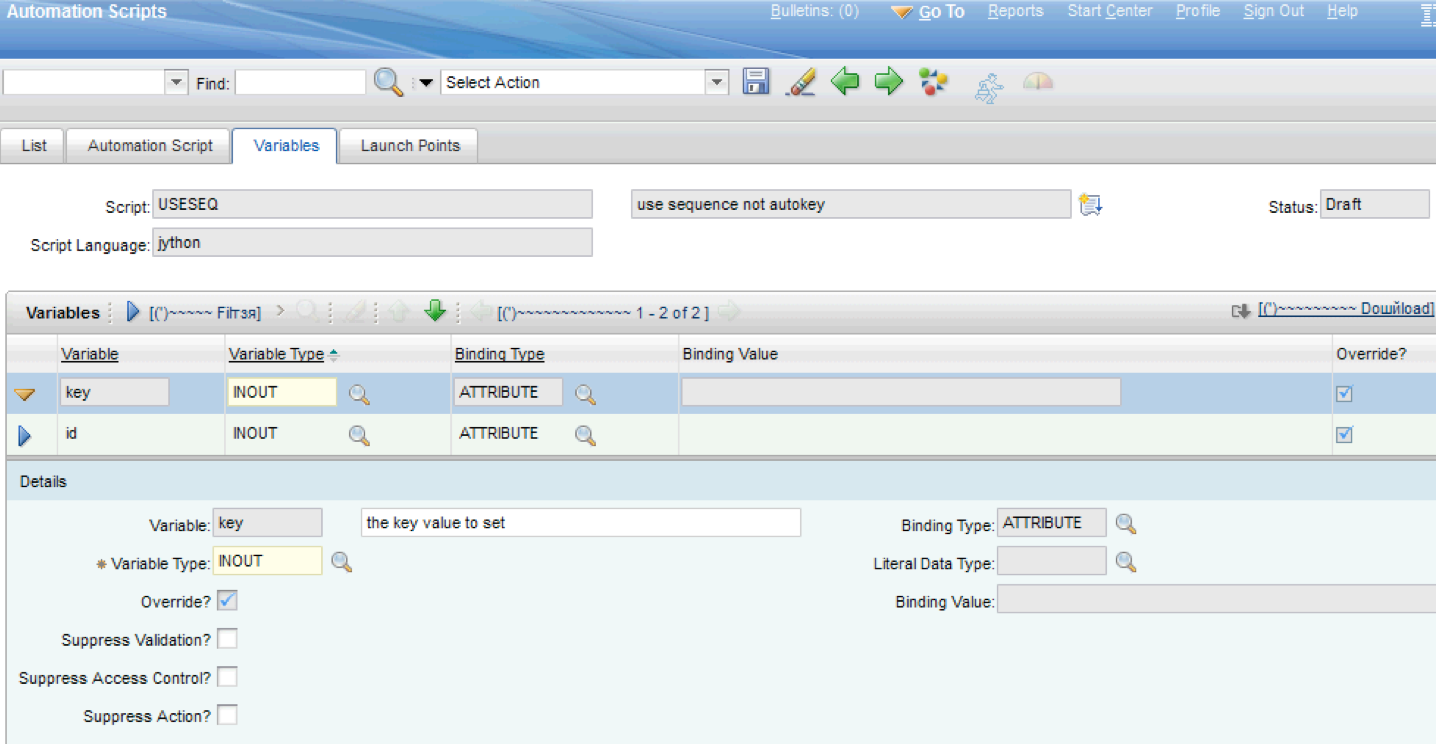 Automation Scripts Bulletins: (0) Go To Reports Start Center Profile Sign Out Help
Find: Select Action
List Automation Script Variables Launch Points
Script: USESEQ use sequence not autokey Status: Draft
Script Language: jython
Variables [(')~~~~~ Fiłтзя] > [(')~~~~~~~~~~~~~ 1 - 2 of 2 ] [(')~~~~~~~~~ Dошйload]
Variable Variable Type Binding Type Binding Value Override?
key INOUT ATTRIBUTE
id INOUT ATTRIBUTE
Details
Variable: key the key value to set Binding Type: ATTRIBUTE
* Variable Type: INOUT Literal Data Type:
Override? Binding Value:
Suppress Validation?
Suppress Access Control?
Suppress Action?